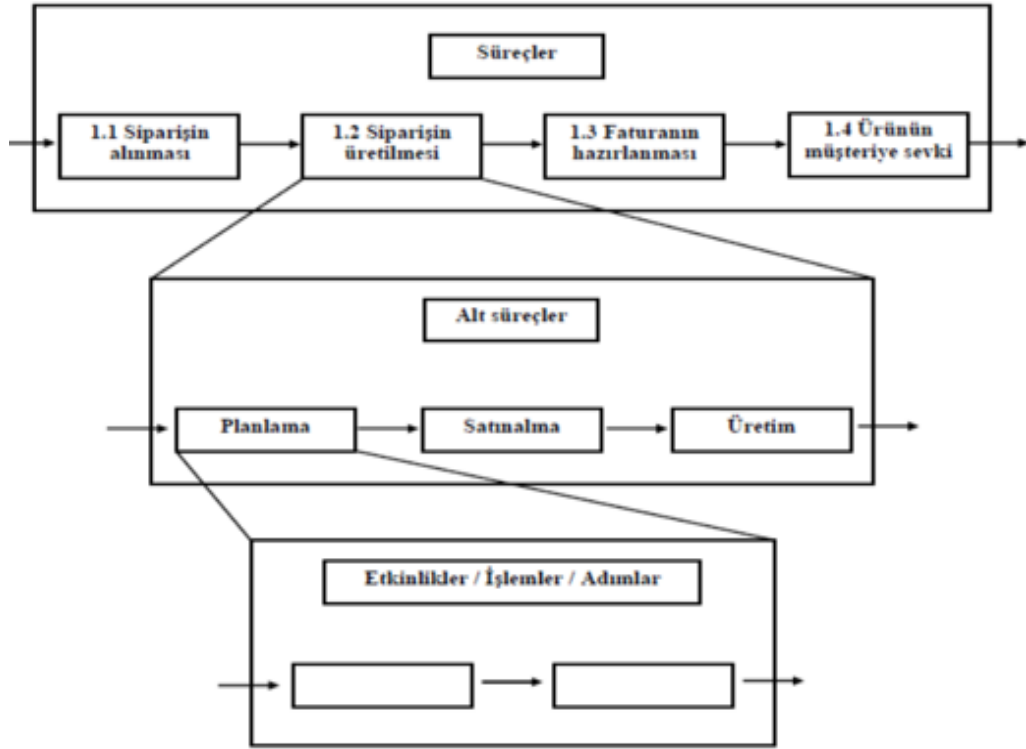 Süreçler
1.1 Siparişin
alınması
1.2 Siparişin
üretilmesi
1.3 Faturanın
hazırlanması
1.4 Ürünün
müşteriye sevki
Alt süreçler
Planlama
Satınalma
Üretim
Etkinlikler / İşlemler / Adımlar